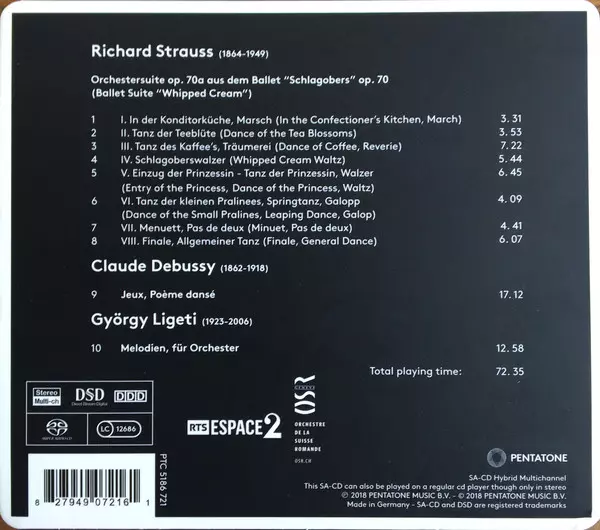 Richard Strauss (1864-1949)
Orchestersuite op. 70a aus dem Ballet "Schlagobers" op. 70
(Ballet Suite "Whipped Cream")
1 I. In der Konditorküche, Marsch (In the Confectioner's Kitchen, March) 3. 31
2 II. Tanz der Teeblüte (Dance of the Tea Blossoms) 3. 53
3 III. Tanz des Kaffee's, Träumerei (Dance of Coffee, Reverie) 7. 22
4 IV. Schlagoberswalzer (Whipped Cream Waltz) 5. 44
5 V. Einzug der Prinzessin - Tanz der Prinzessin, Walzer 6. 45
(Entry of the Princess, Dance of the Princess, Waltz)
6 VI. Tanz der kleinen Pralinees, Springtanz, Galopp 4. 09
(Dance of the Small Pralines, Leaping Dance, Galop)
7 VII. Menuett, Pas de deux (Minuet, Pas de deux) 4. 41
8 VIII. Finale, Allgemeiner Tanz (Finale, General Dance) 6. 07
Claude Debussy (1862-1918)
9 Jeux, Poème dansé 17. 12
György Ligeti (1923-2006)
10 Melodien, für Orchester 12. 58
Total playing time: 72. 35
Stereo
Multi-ch
DSD
Direct Stream Digital
DDD
LC 12686
RTS ESPACE 2
OSR
GENEVE
ORCHESTRE
DE LA
SUISSE
ROMANDE
OSR.CH
PTC 5186 721
8 27949 07216 1
PENTATONE
SA-CD Hybrid Multichannel
This SA-CD can also be played on a regular cd player though only in stereo
℗ 2018 PENTATONE MUSIC B.V. - © 2018 PENTATONE MUSIC B.V.
Made in Germany - SA-CD and DSD are registered trademarks